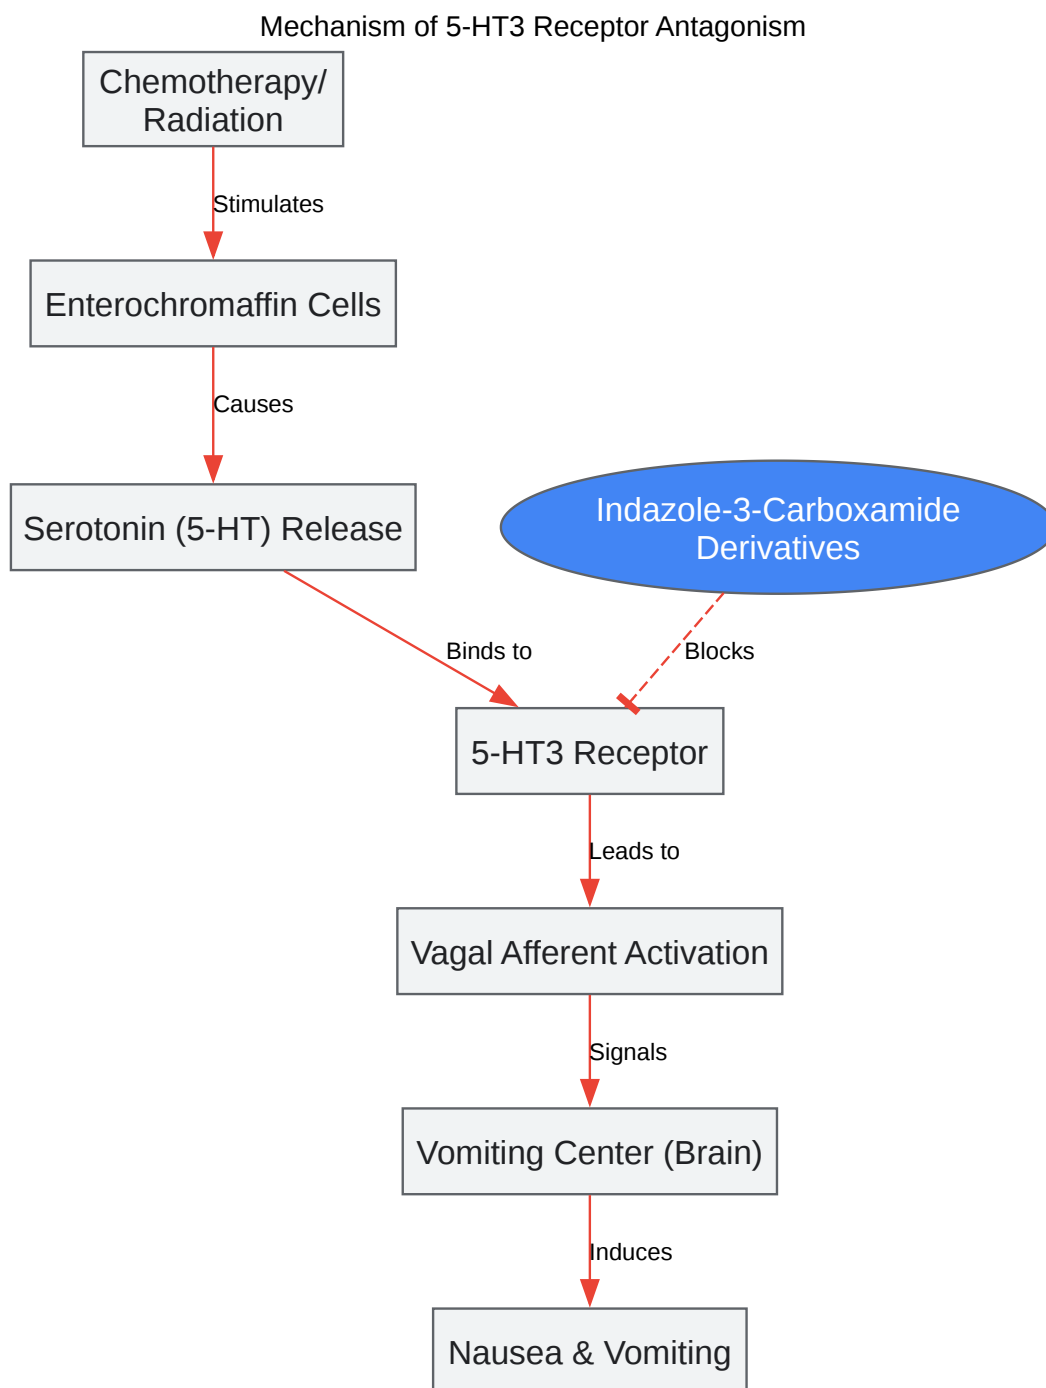 Mechanism of 5-HT3 Receptor Antagonism
Chemotherapy/
Radiation
Stimulates
Enterochromaffin Cells
Causes
Serotonin (5-HT) Release
Indazole-3-Carboxamide
Derivatives
Binds to
Blocks
5-HT3 Receptor
Leads to
Vagal Afferent Activation
Signals
Vomiting Center (Brain)
Induces
Nausea & Vomiting